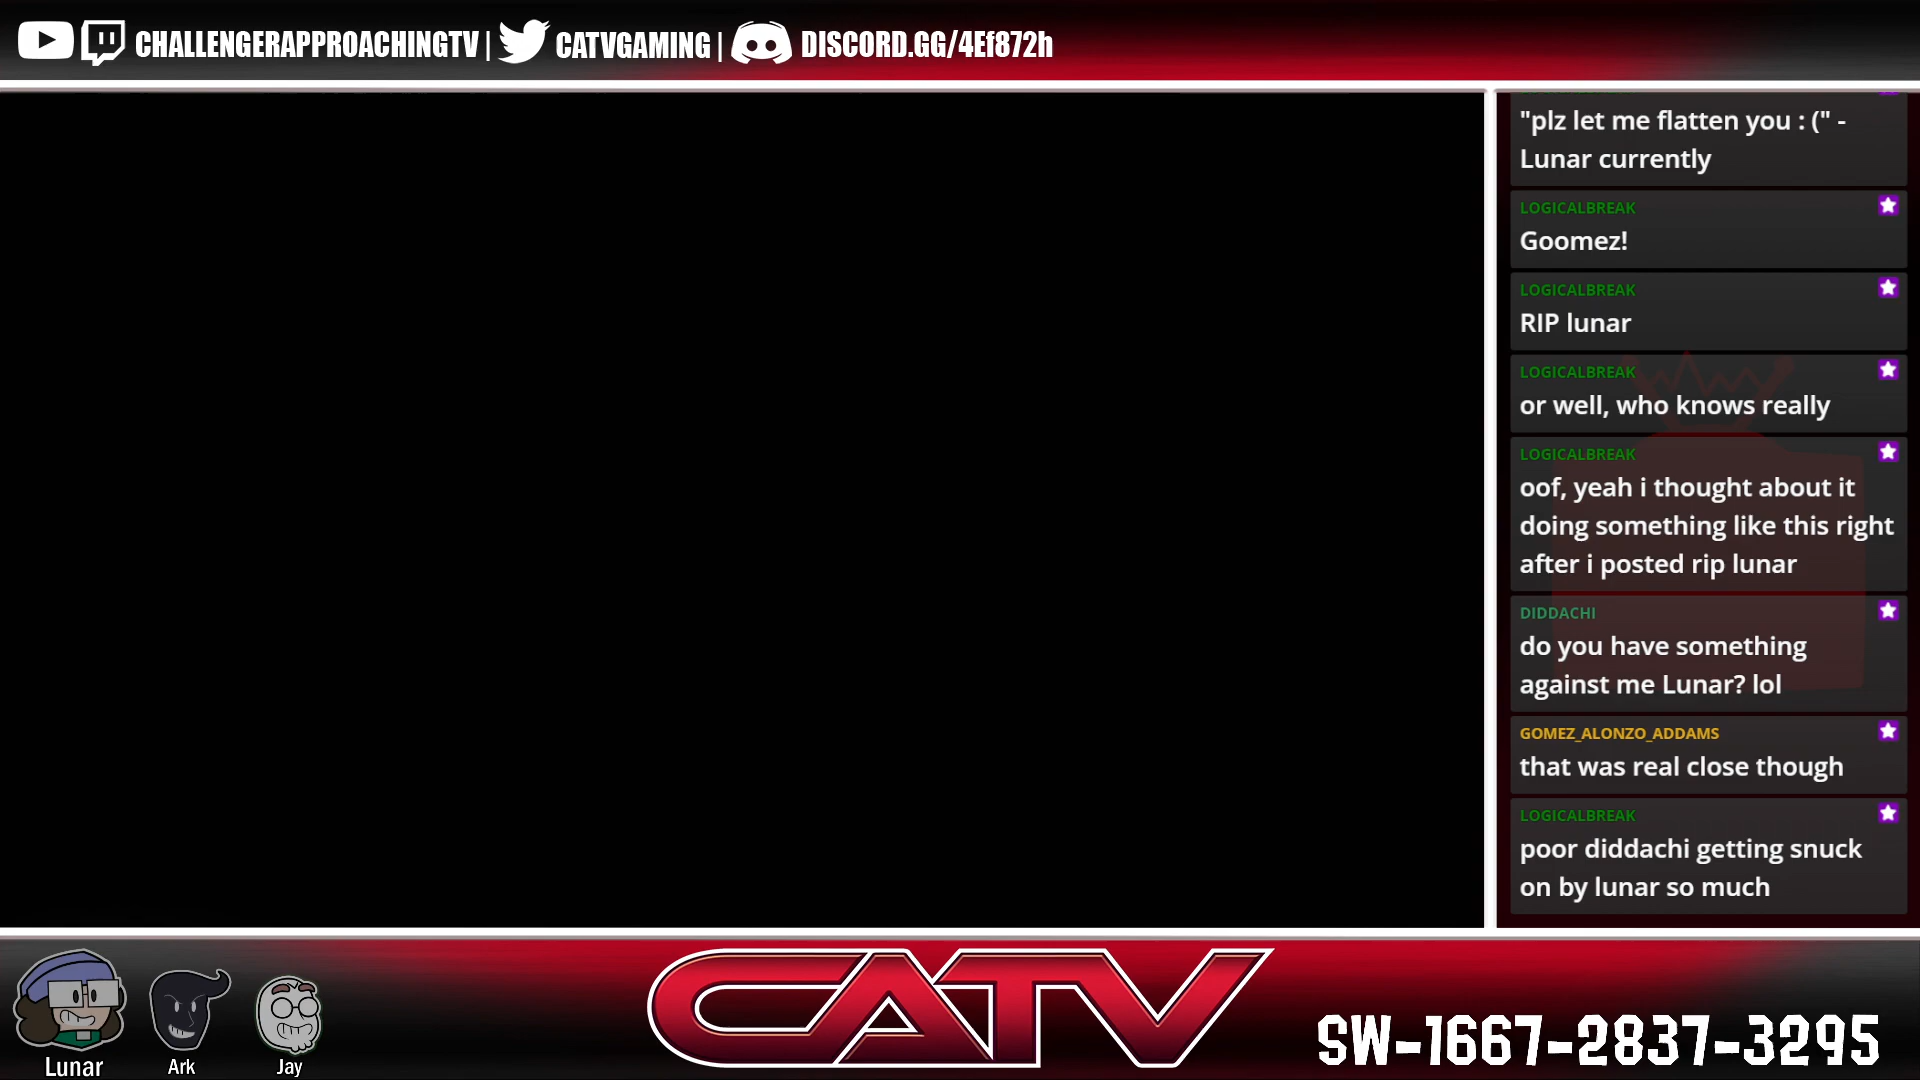 CHALLENGERAPPROACHINGTV | CATVGAMING | DISCORD.GG/4Ef872h
"plz let me flatten you : (" -
Lunar currently
LOGICALBREAK
Goomez!
LOGICALBREAK
RIP lunar
LOGICALBREAK
or well, who knows really
LOGICALBREAK
oof, yeah i thought about it
doing something like this right
after i posted rip lunar
DIDDACHI
do you have something
against me Lunar? lol
GOMEZ_ALONZO_ADDAMS
that was real close though
LOGICALBREAK
poor diddachi getting snuck
on by lunar so much
Lunar
Ark
Jay
CATV
SW-1667-2837-3295